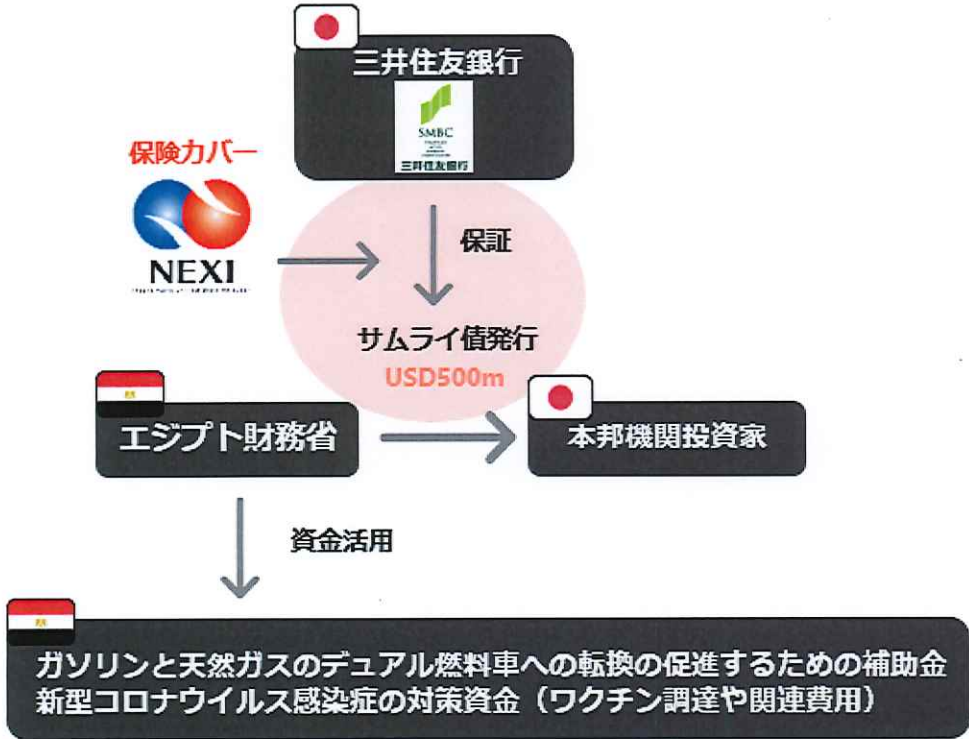 三井住友銀行
SMBC
三井住友銀行
保険カバー
NEXI
保証
サムライ債発行
USD500m
エジプト財務省
本邦機関投資家
資金活用
ガソリンと天然ガスのデュアル燃料車への転換の促進するための補助金
新型コロナウイルス感染症の対策資金（ワクチン調達や関連費用）